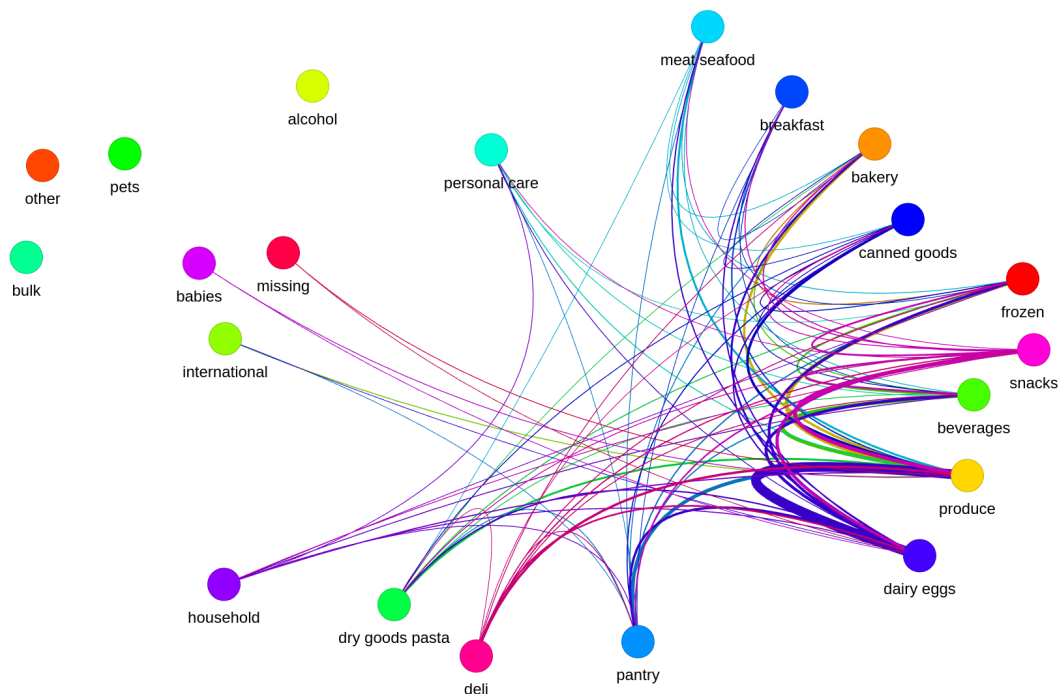 meat seafood
alcohol
breakfast
bakery
personal care
other
pets
canned goods
bulk
babies
missing
frozen
international
snacks
beverages
produce
dairy eggs
household
dry goods pasta
pantry
deli